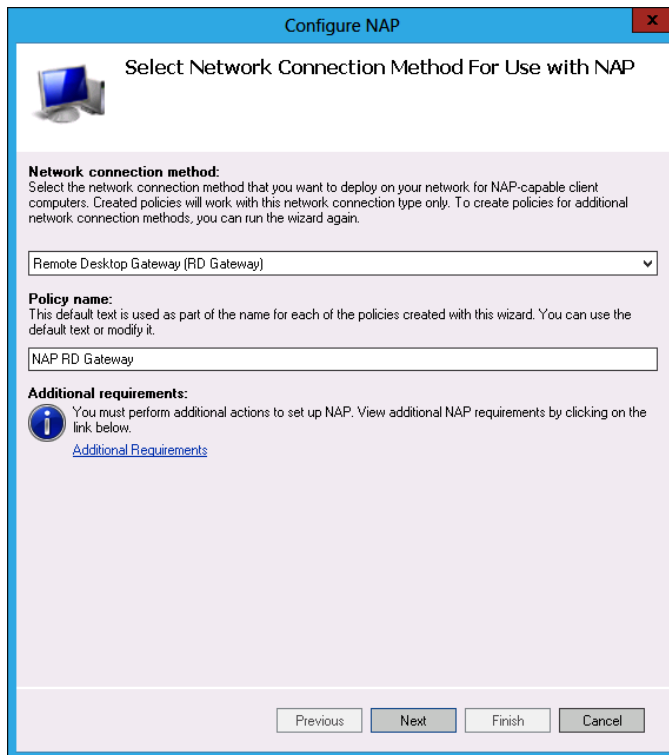 Configure NAP
x
Select Network Connection Method For Use with NAP
Network connection method:
Select the network connection method that you want to deploy on your network for NAP-capable client
computers. Created policies will work with this network connection type only. To create policies for additional
network connection methods, you can run the wizard again.
Remote Desktop Gateway (RD Gateway)
Policy name:
This default text is used as part of the name for each of the policies created with this wizard. You can use the
default text or modify it.
NAP RD Gateway
Additional requirements:
You must perform additional actions to set up NAP. View additional NAP requirements by clicking on the
link below.
Additional Requirements
Previous Next Finish Cancel